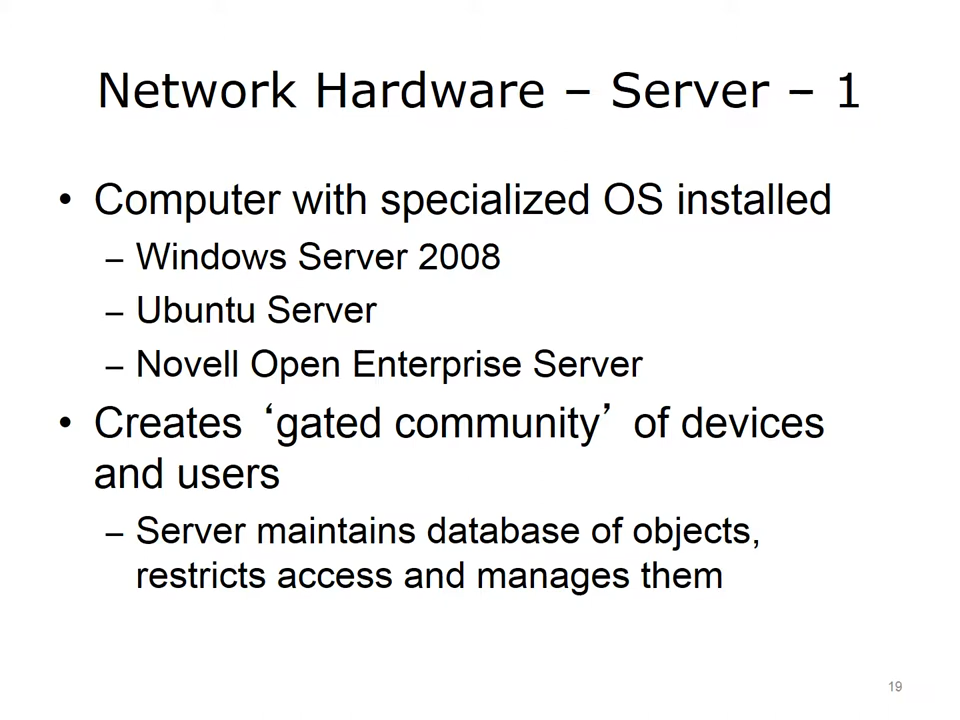 Network Hardware – Server – 1
• Computer with specialized OS installed
– Windows Server 2008
– Ubuntu Server
– Novell Open Enterprise Server
• Creates ‘gated community’ of devices
and users
– Server maintains database of objects,
restricts access and manages them
19